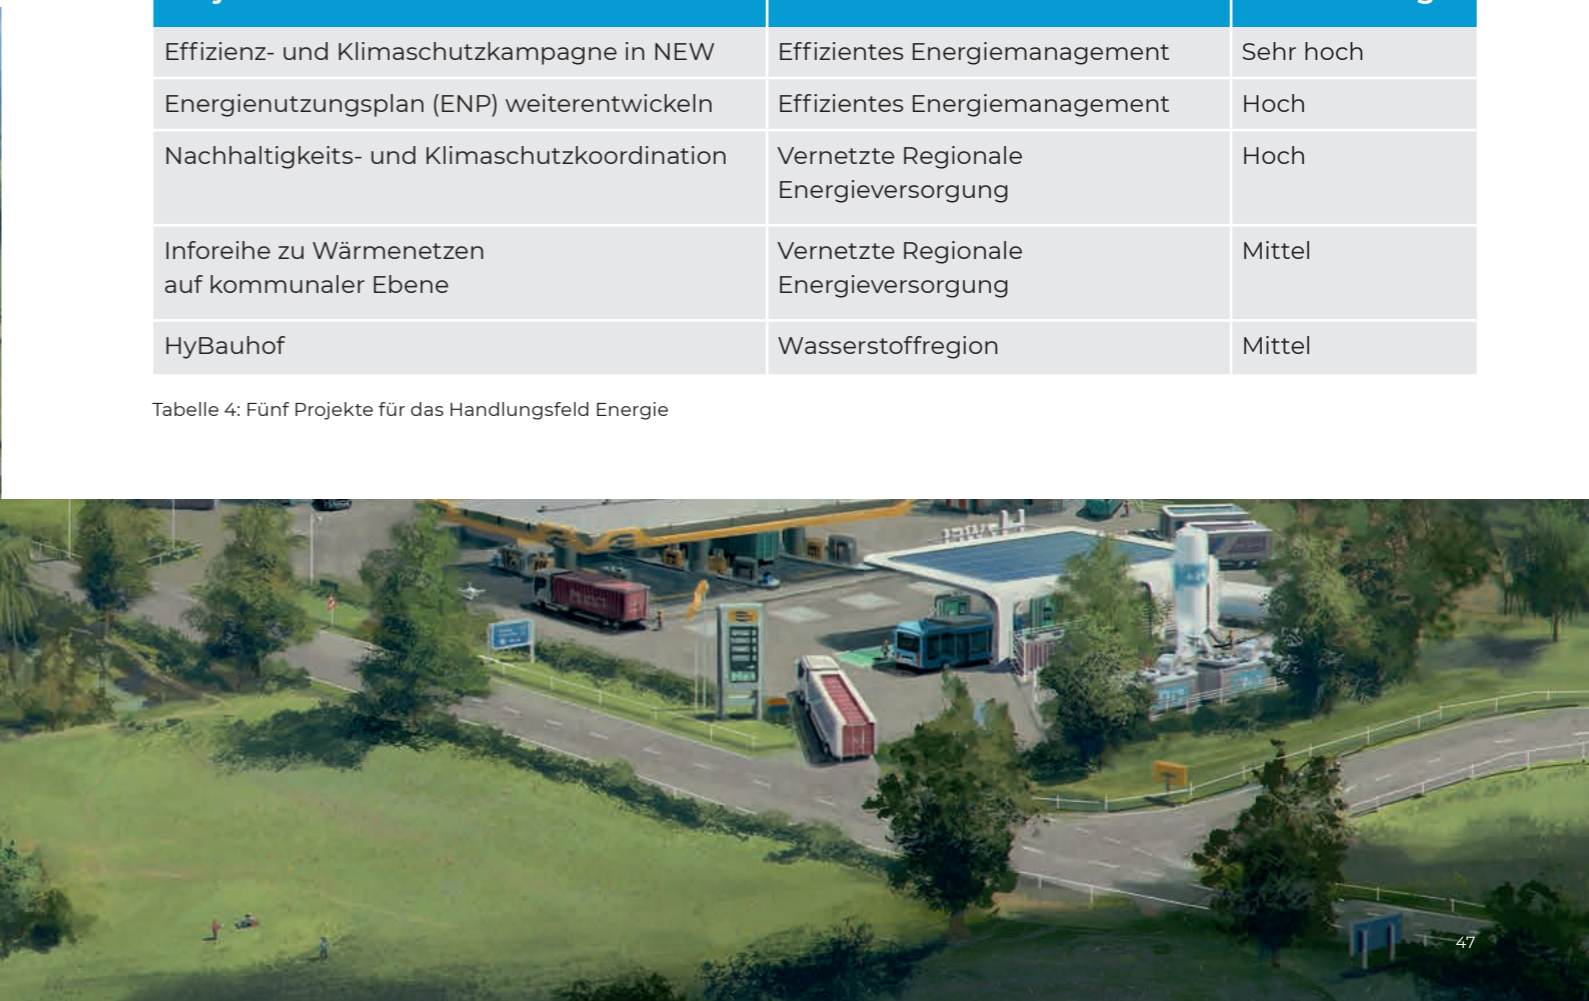 Effizienz- und Klimaschutzkampagne in NEW
Effizientes Energiemanagement
Sehr hoch
Energienutzungsplan (ENP) weiterentwickeln
Effizientes Energiemanagement
Hoch
Nachhaltigkeits- und Klimaschutzkoordination
Vernetzte Regionale
Energieversorgung
Hoch
Inforeihe zu Wärmenetzen
auf kommunaler Ebene
Vernetzte Regionale
Energieversorgung
Mittel
HyBauhof
Wasserstoffregion
Mittel
Tabelle 4: Fünf Projekte für das Handlungsfeld Energie
47